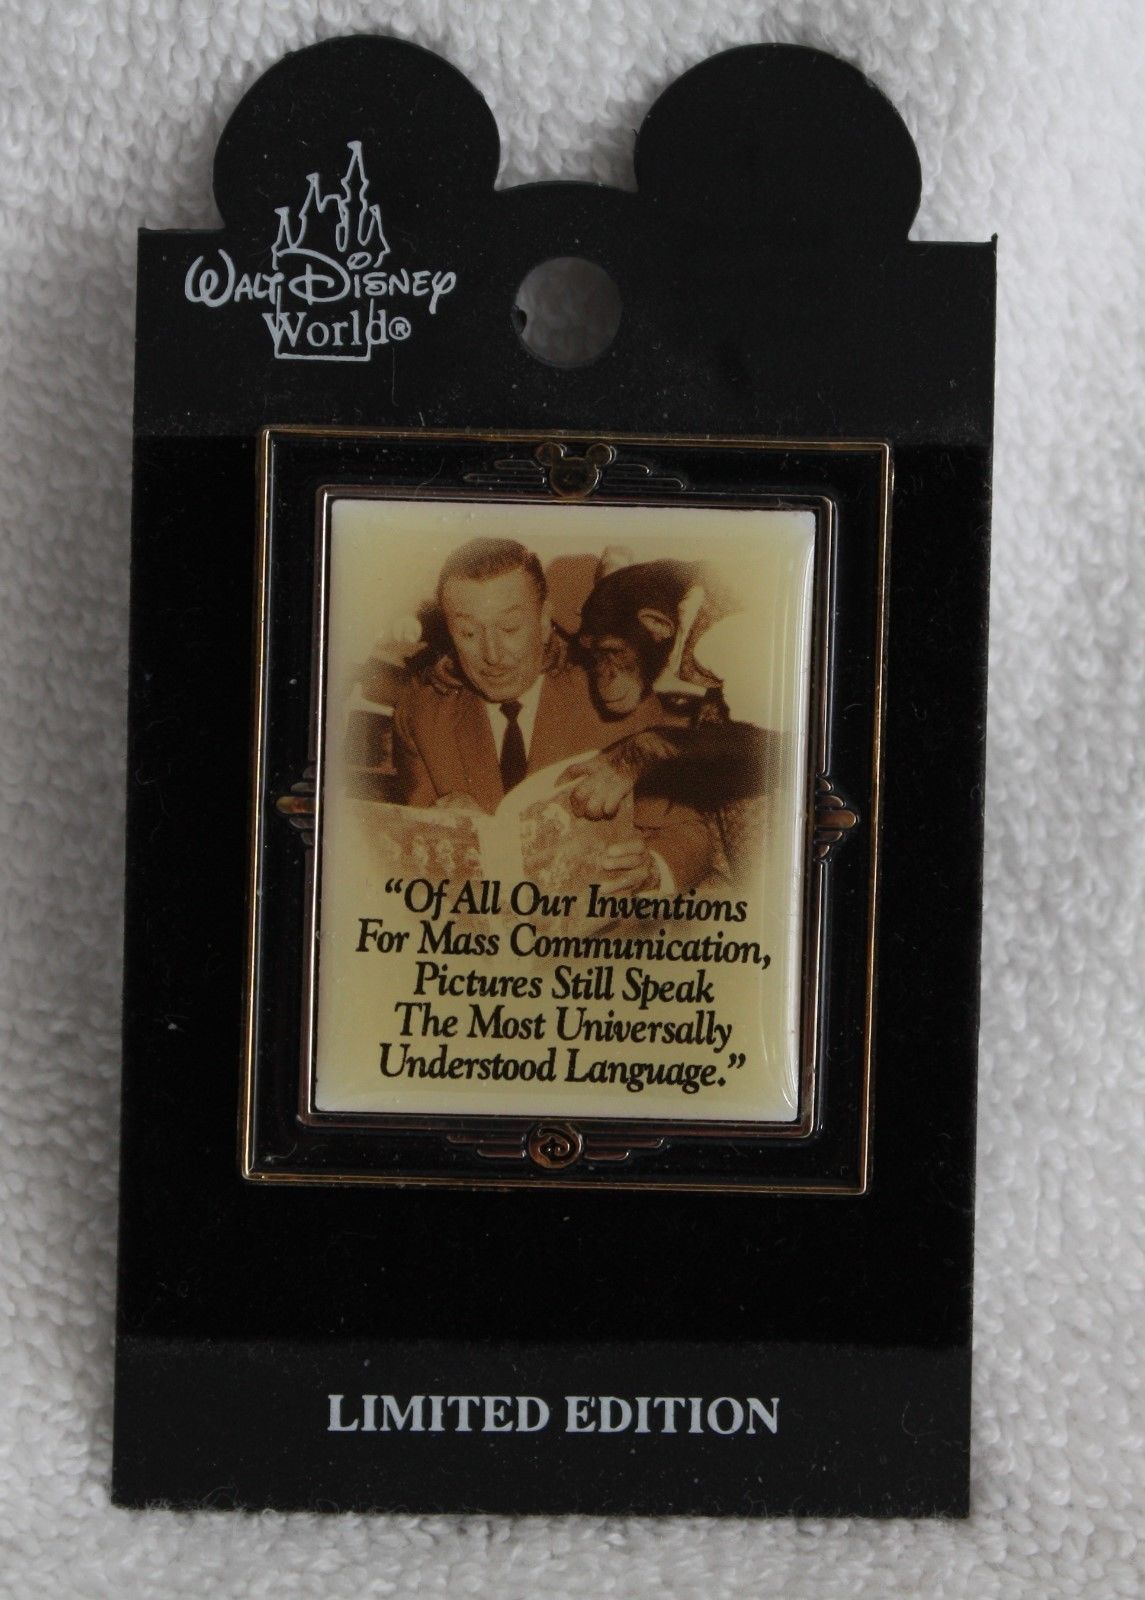 Walt Disney
World®
“Of All Our Inventions
For Mass Communication,
Pictures Still Speak
The Most Universally
Understood Language.”
LIMITED EDITION